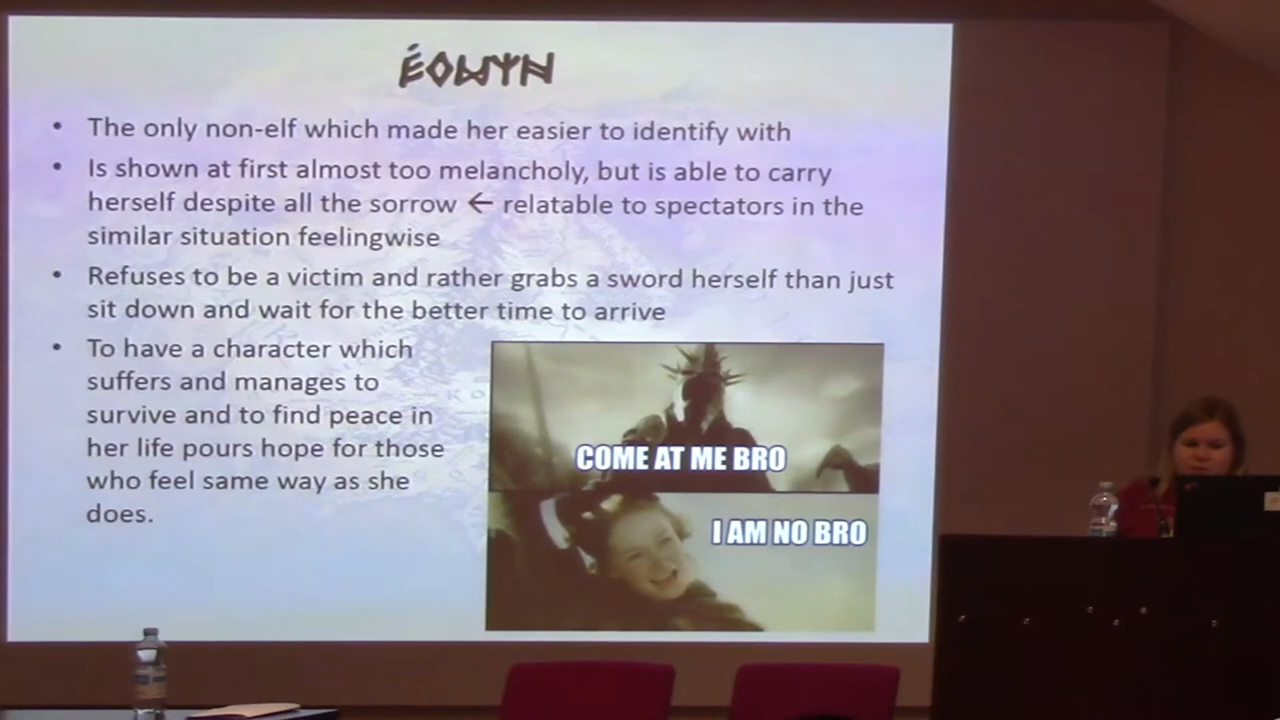 ÉOWYN
• The only non-elf which made her easier to identify with
• Is shown at first almost too melancholy, but is able to carry
herself despite all the sorrow ← relatable to spectators in the
similar situation feelingwise
• Refuses to be a victim and rather grabs a sword herself than just
sit down and wait for the better time to arrive
• To have a character which
suffers and manages to
survive and to find peace in
her life pours hope for those
who feel same way as she
does.
COME AT ME BRO
I AM NO BRO